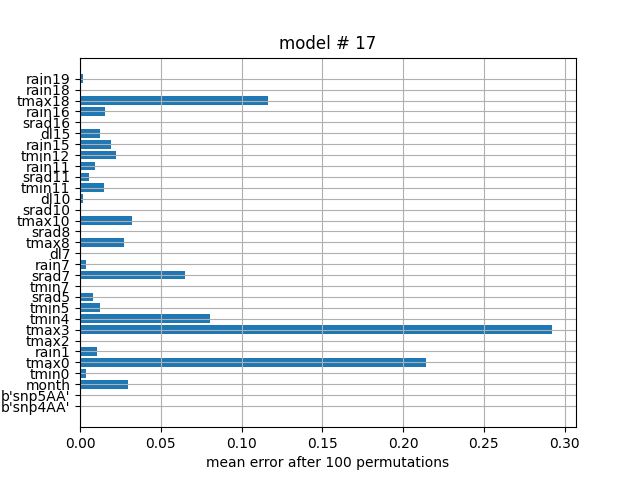 model # 17
rain19
rain18
tmax18
rain16
srad16
dl15
rain15
tmin12
rain11
srad11
tmin11
dl10
srad10
tmax10
srad8
tmax8
dl7
rain7
srad7
tmin7
srad5
tmin5
tmin4
tmax3
tmax2
rain1
tmax0
tmin0
month
b'snp5AA'
b'snp4AA'
0.00 0.05 0.10 0.15 0.20 0.25 0.30
mean error after 100 permutations